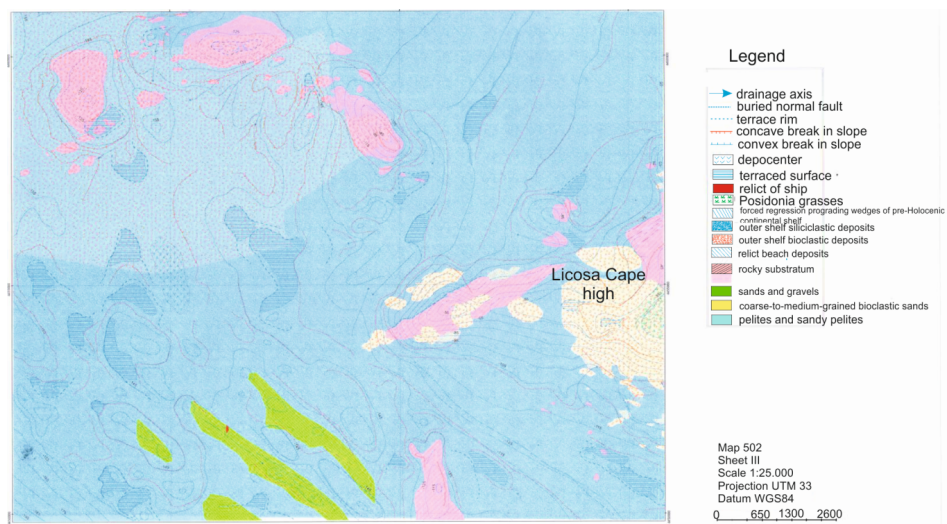 Legend
drainage axis
buried normal fault
terrace rim
concave break in slope
convex break in slope
depocenter
terraced surface
relict of ship
Posidonia grasses
forced regression prograding wedges of pre-Holocenic
continental shelf
outer shelf siliciclastic deposits
outer shelf bioclastic deposits
relict beach deposits
rocky substratum
sands and gravels
coarse-to-medium-grained bioclastic sands
pelites and sandy pelites
Licosa Cape
high
Map 502
Sheet III
Scale 1:25.000
Projection UTM 33
Datum WGS84
0 650 1300 2600